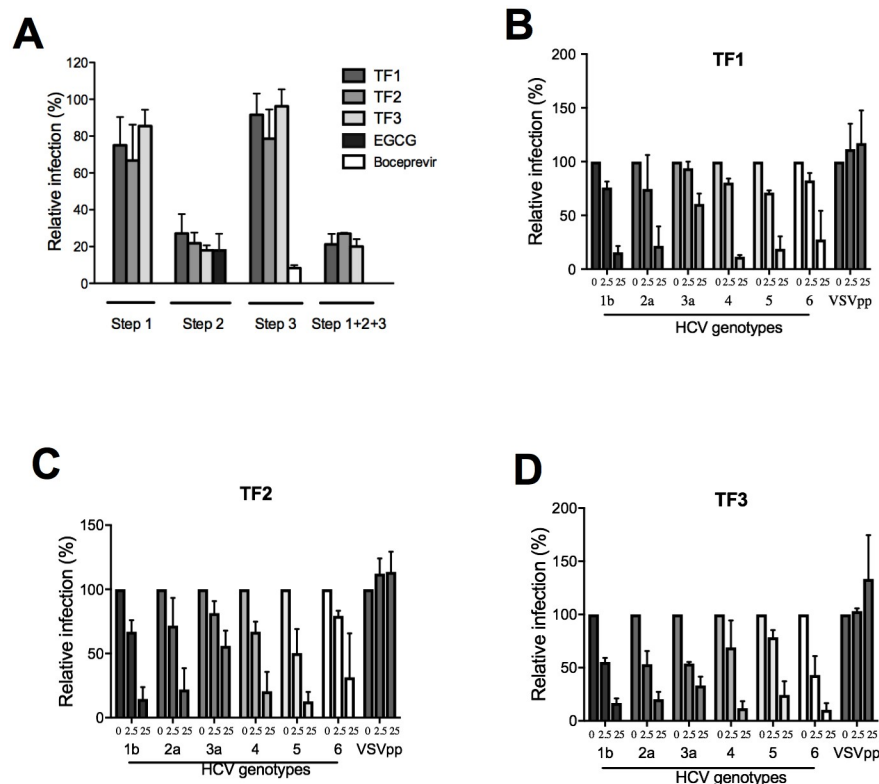 A
Relative infection (%)
120
100
80
60
40
20
0
TF1
TF2
TF3
EGCG
Boceprevir
Step 1 Step 2 Step 3 Step 1+2+3
B
TF1
Relative infection (%)
200
150
100
50
0
0 2.5 25 0 2.5 25 0 2.5 25 0 2.5 25 0 2.5 25 0 2.5 25 0 2.5 25
1b 2a 3a 4 5 6 VSVpp
HCV genotypes
C
TF2
Relative infection (%)
150
100
50
0
0 2.5 25 0 2.5 25 0 2.5 25 0 2.5 25 0 2.5 25 0 2.5 25 0 2.5 25
1b 2a 3a 4 5 6 VSVpp
HCV genotypes
D
TF3
Relative infection (%)
200
150
100
50
0
0 2.5 25 0 2.5 25 0 2.5 25 0 2.5 25 0 2.5 25 0 2.5 25 0 2.5 25
1b 2a 3a 4 5 6 VSVpp
HCV genotypes